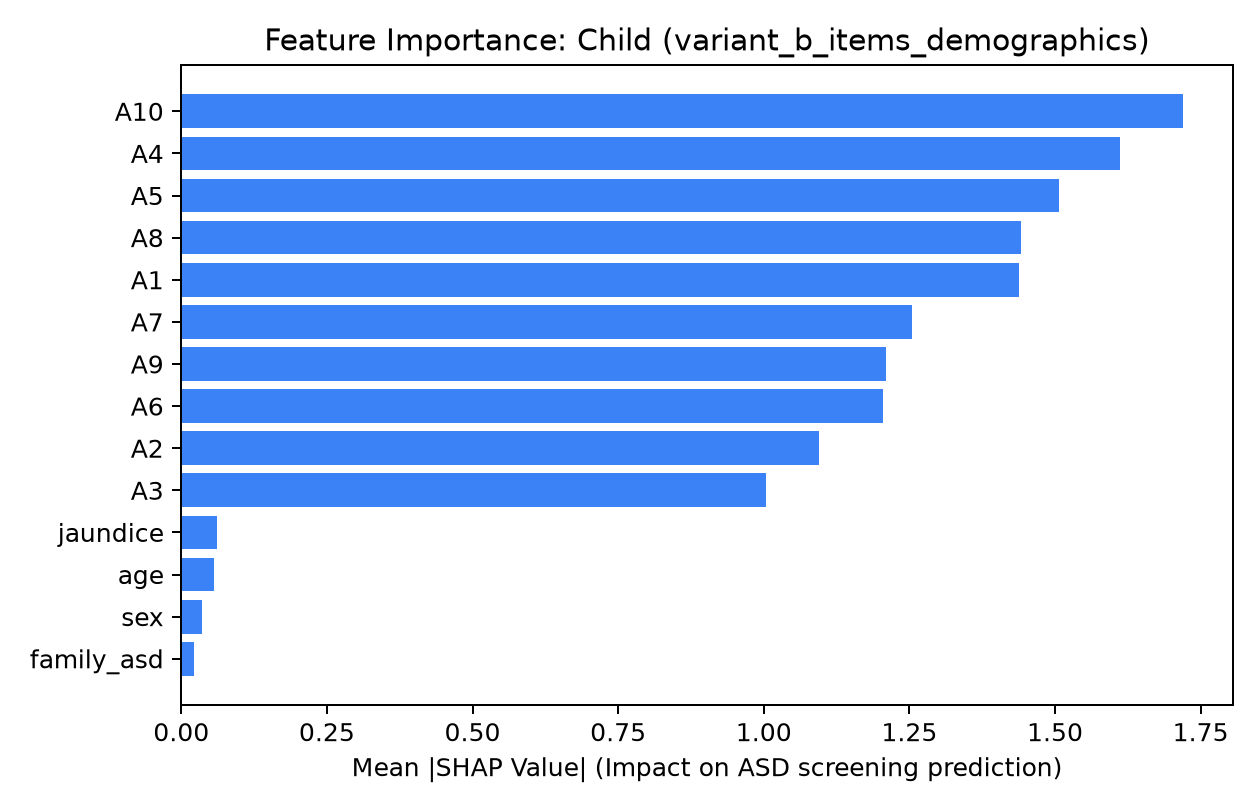 Feature Importance: Child (variant_b_items_demographics)
A10
A4
A5
A8
A1
A7
A9
A6
A2
A3
jaundice
age
sex
family_asd
0.00 0.25 0.50 0.75 1.00 1.25 1.50 1.75
Mean |SHAP Value| (Impact on ASD screening prediction)